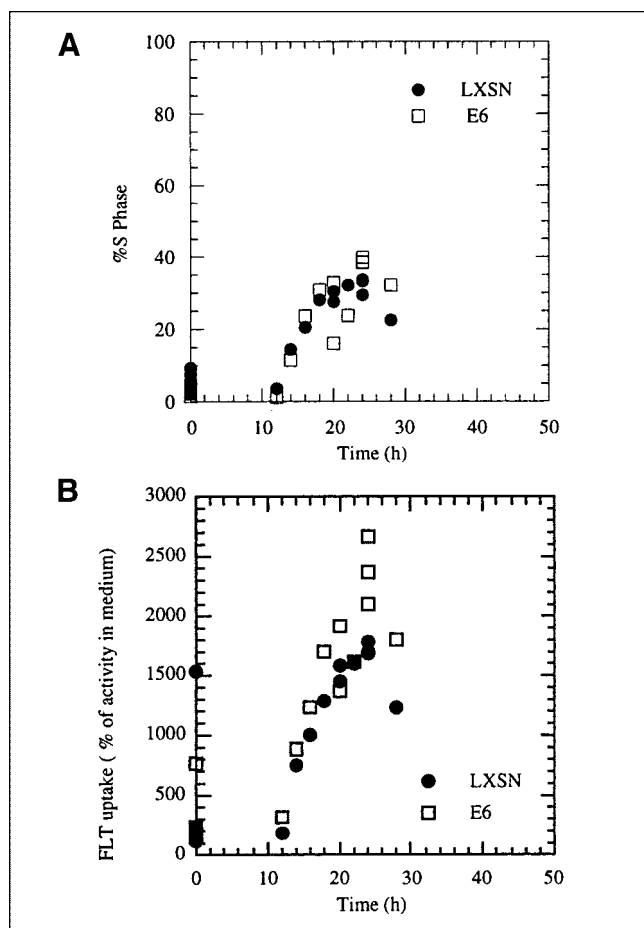 A
100
80
60
40
20
0
%S Phase
LXSN
E6
0 10 20 30 40 50
Time (h)
B
3000
2500
2000
1500
1000
500
0
FLT uptake ( % of activity in medium)
LXSN
E6
0 10 20 30 40 50
Time (h)